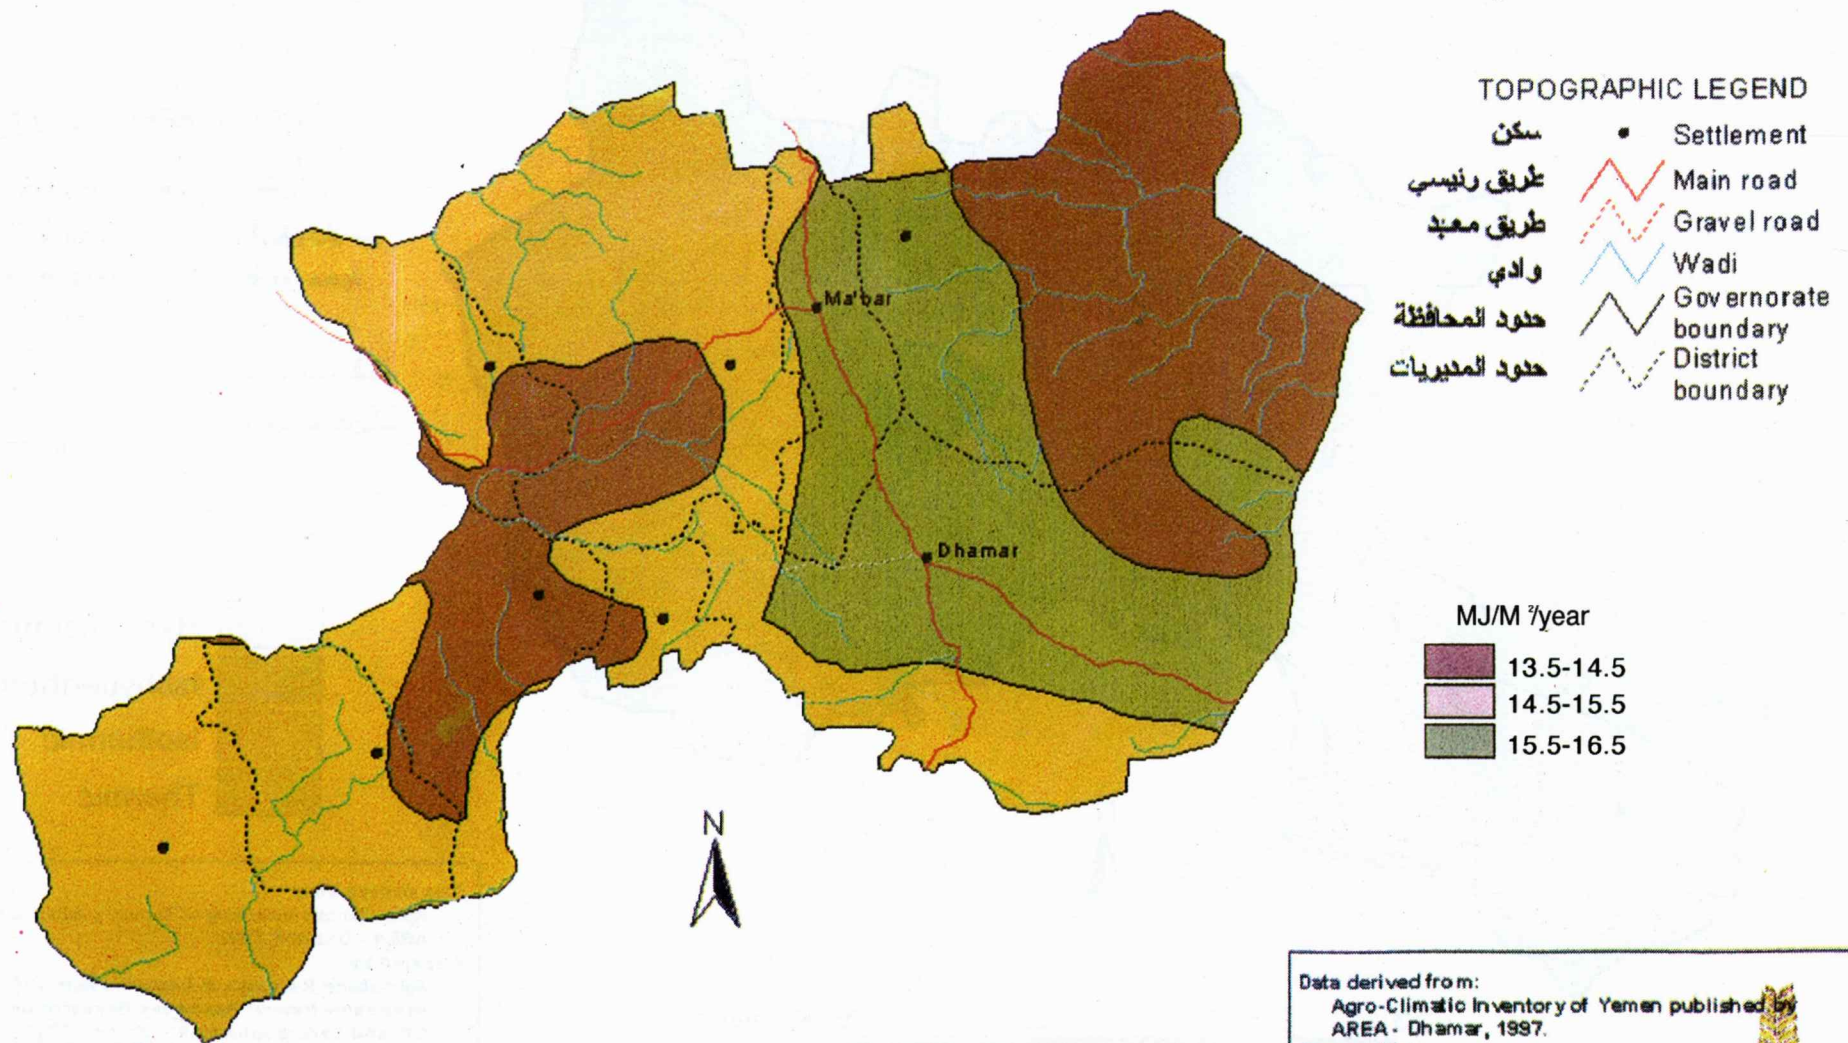 TOPOGRAPHIC LEGEND
سكن
Settlement
طريق رئيسي
Main road
طريق معبد
Gravel road
وادي
Wadi
حدود المحافظة
Governorate
boundary
حدود المديريات
District
boundary
Ma'bar
Dhamar
MJ/M ²/year
13.5-14.5
14.5-15.5
15.5-16.5
N
Data derived from:
Agro-Climatic Inventory of Yemen published by
AREA - Dhamar, 1997.